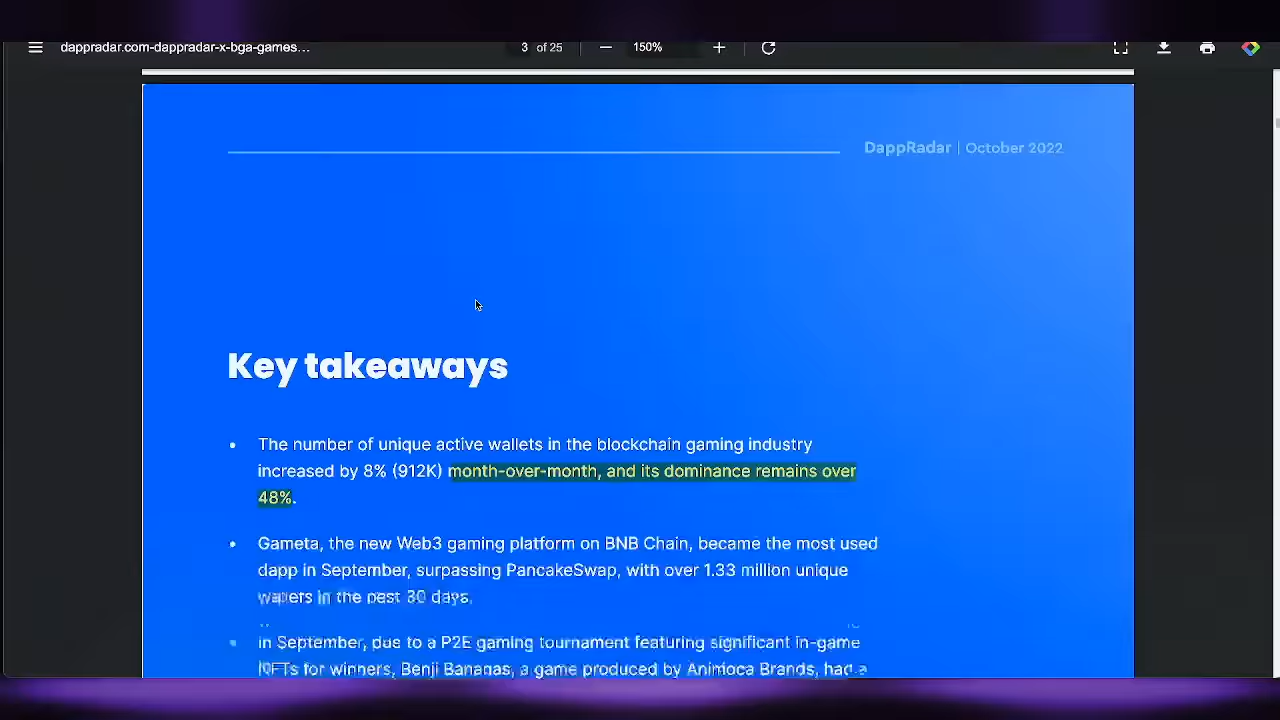 dappradar.com-dappradar-x-bga-games...
3 of 25
150%
DappRadar | October 2022
Key takeaways
• The number of unique active wallets in the blockchain gaming industry
increased by 8% (912K) month-over-month, and its dominance remains over
48%.
• Gameta, the new Web3 gaming platform on BNB Chain, became the most used
dapp in September, surpassing PancakeSwap, with over 1.33 million unique
wallets in the past 30 days.
• In September, due to a P2E gaming tournament featuring significant in-game
NFTs for winners, Benji Bananas, a game produced by Animoca Brands, had a